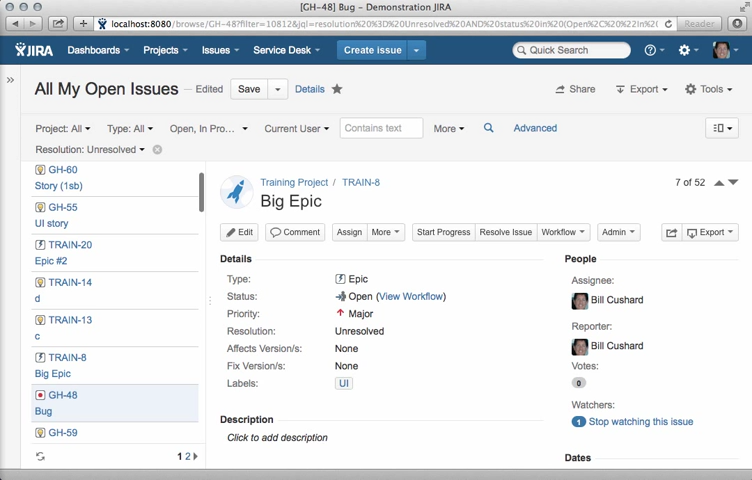 [GH-48] Bug - Demonstration JIRA
localhost:8080/browse/GH-48?filter=10812&jql=resolution%20%3D%20Unresolved%20AND%20status%20in%20(Open%2C%20%22In%20
Reader
JIRA Dashboards Projects Issues Service Desk Create issue Quick Search
All My Open Issues Edited Save Details Share Export Tools
Project: All Type: All Open, In Pro... Current User Contains text More Advanced
Resolution: Unresolved
GH-60
Story (1sb)
GH-55
UI story
TRAIN-20
Epic #2
TRAIN-14
d
TRAIN-13
c
TRAIN-8
Big Epic
GH-48
Bug
GH-59
1 2
Training Project / TRAIN-8 7 of 52
Big Epic
Edit Comment Assign More Start Progress Resolve Issue Workflow Admin Export
Details
Type: Epic
Status: Open (View Workflow)
Priority: Major
Resolution: Unresolved
Affects Version/s: None
Fix Version/s: None
Labels: UI
Description
Click to add description
People
Assignee:
Bill Cushard
Reporter:
Bill Cushard
Votes:
0
Watchers:
1 Stop watching this issue
Dates